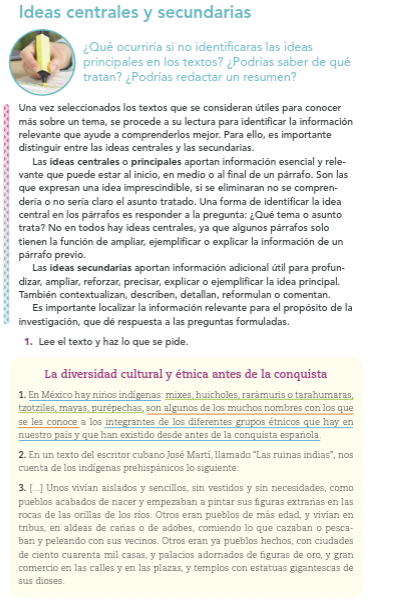 Ideas centrales y secundarias
¿Qué ocurriría si no identificaras las ideas
principales en los textos? ¿Podrías saber de qué
tratan? ¿Podrías redactar un resumen?
Una vez seleccionados los textos que se consideran útiles para conocer
más sobre un tema, se procede a su lectura para identificar la información
relevante que ayude a comprenderlos mejor. Para ello, es importante
distinguir entre las ideas centrales y las secundarias.
Las ideas centrales o principales aportan información esencial y rele-
vante que puede estar al inicio, en medio o al final de un párrafo. Son las
que expresan una idea imprescindible, si se eliminaran no se compren-
dería o no sería claro el asunto tratado. Una forma de identificar la idea
central en los párrafos es responder a la pregunta: ¿Qué tema o asunto
trata? No en todos hay ideas centrales, ya que algunos párrafos solo
tienen la función de ampliar, ejemplificar o explicar la información de un
párrafo previo.
Las ideas secundarias aportan información adicional útil para profun-
dizar, ampliar, reforzar, precisar, explicar o ejemplificar la idea principal.
También contextualizan, describen, detallan, reformulan o comentan.
Es importante localizar la información relevante para el propósito de la
investigación, que dé respuesta a las preguntas formuladas.
1. Lee el texto y haz lo que se pide.
La diversidad cultural y étnica antes de la conquista
1. En México hay niños indígenas: mixes, huicholes, rarámuris o tarahumaras,
tzotziles, mayas, purépechas, son algunos de los muchos nombres con los que
se les conoce a los integrantes de los diferentes grupos étnicos que hay en
nuestro país y que han existido desde antes de la conquista española.
2. En un texto del escritor cubano José Martí, llamado "Las ruinas indias", nos
cuenta de los indígenas prehispánicos lo siguiente:
3. [...] Unos vivían aislados y sencillos, sin vestidos y sin necesidades, como
pueblos acabados de nacer y empezaban a pintar sus figuras extrañas en las
rocas de las orillas de los ríos. Otros eran pueblos de más edad, y vivían en
tribus, en aldeas de cañas o de adobes, comiendo lo que cazaban o pesca-
ban y peleando con sus vecinos. Otros eran ya pueblos hechos, con ciudades
de ciento cuarenta mil casas, y palacios adornados de figuras de oro, y gran
comercio en las calles y en las plazas, y templos con estatuas gigantescas de
sus dioses.